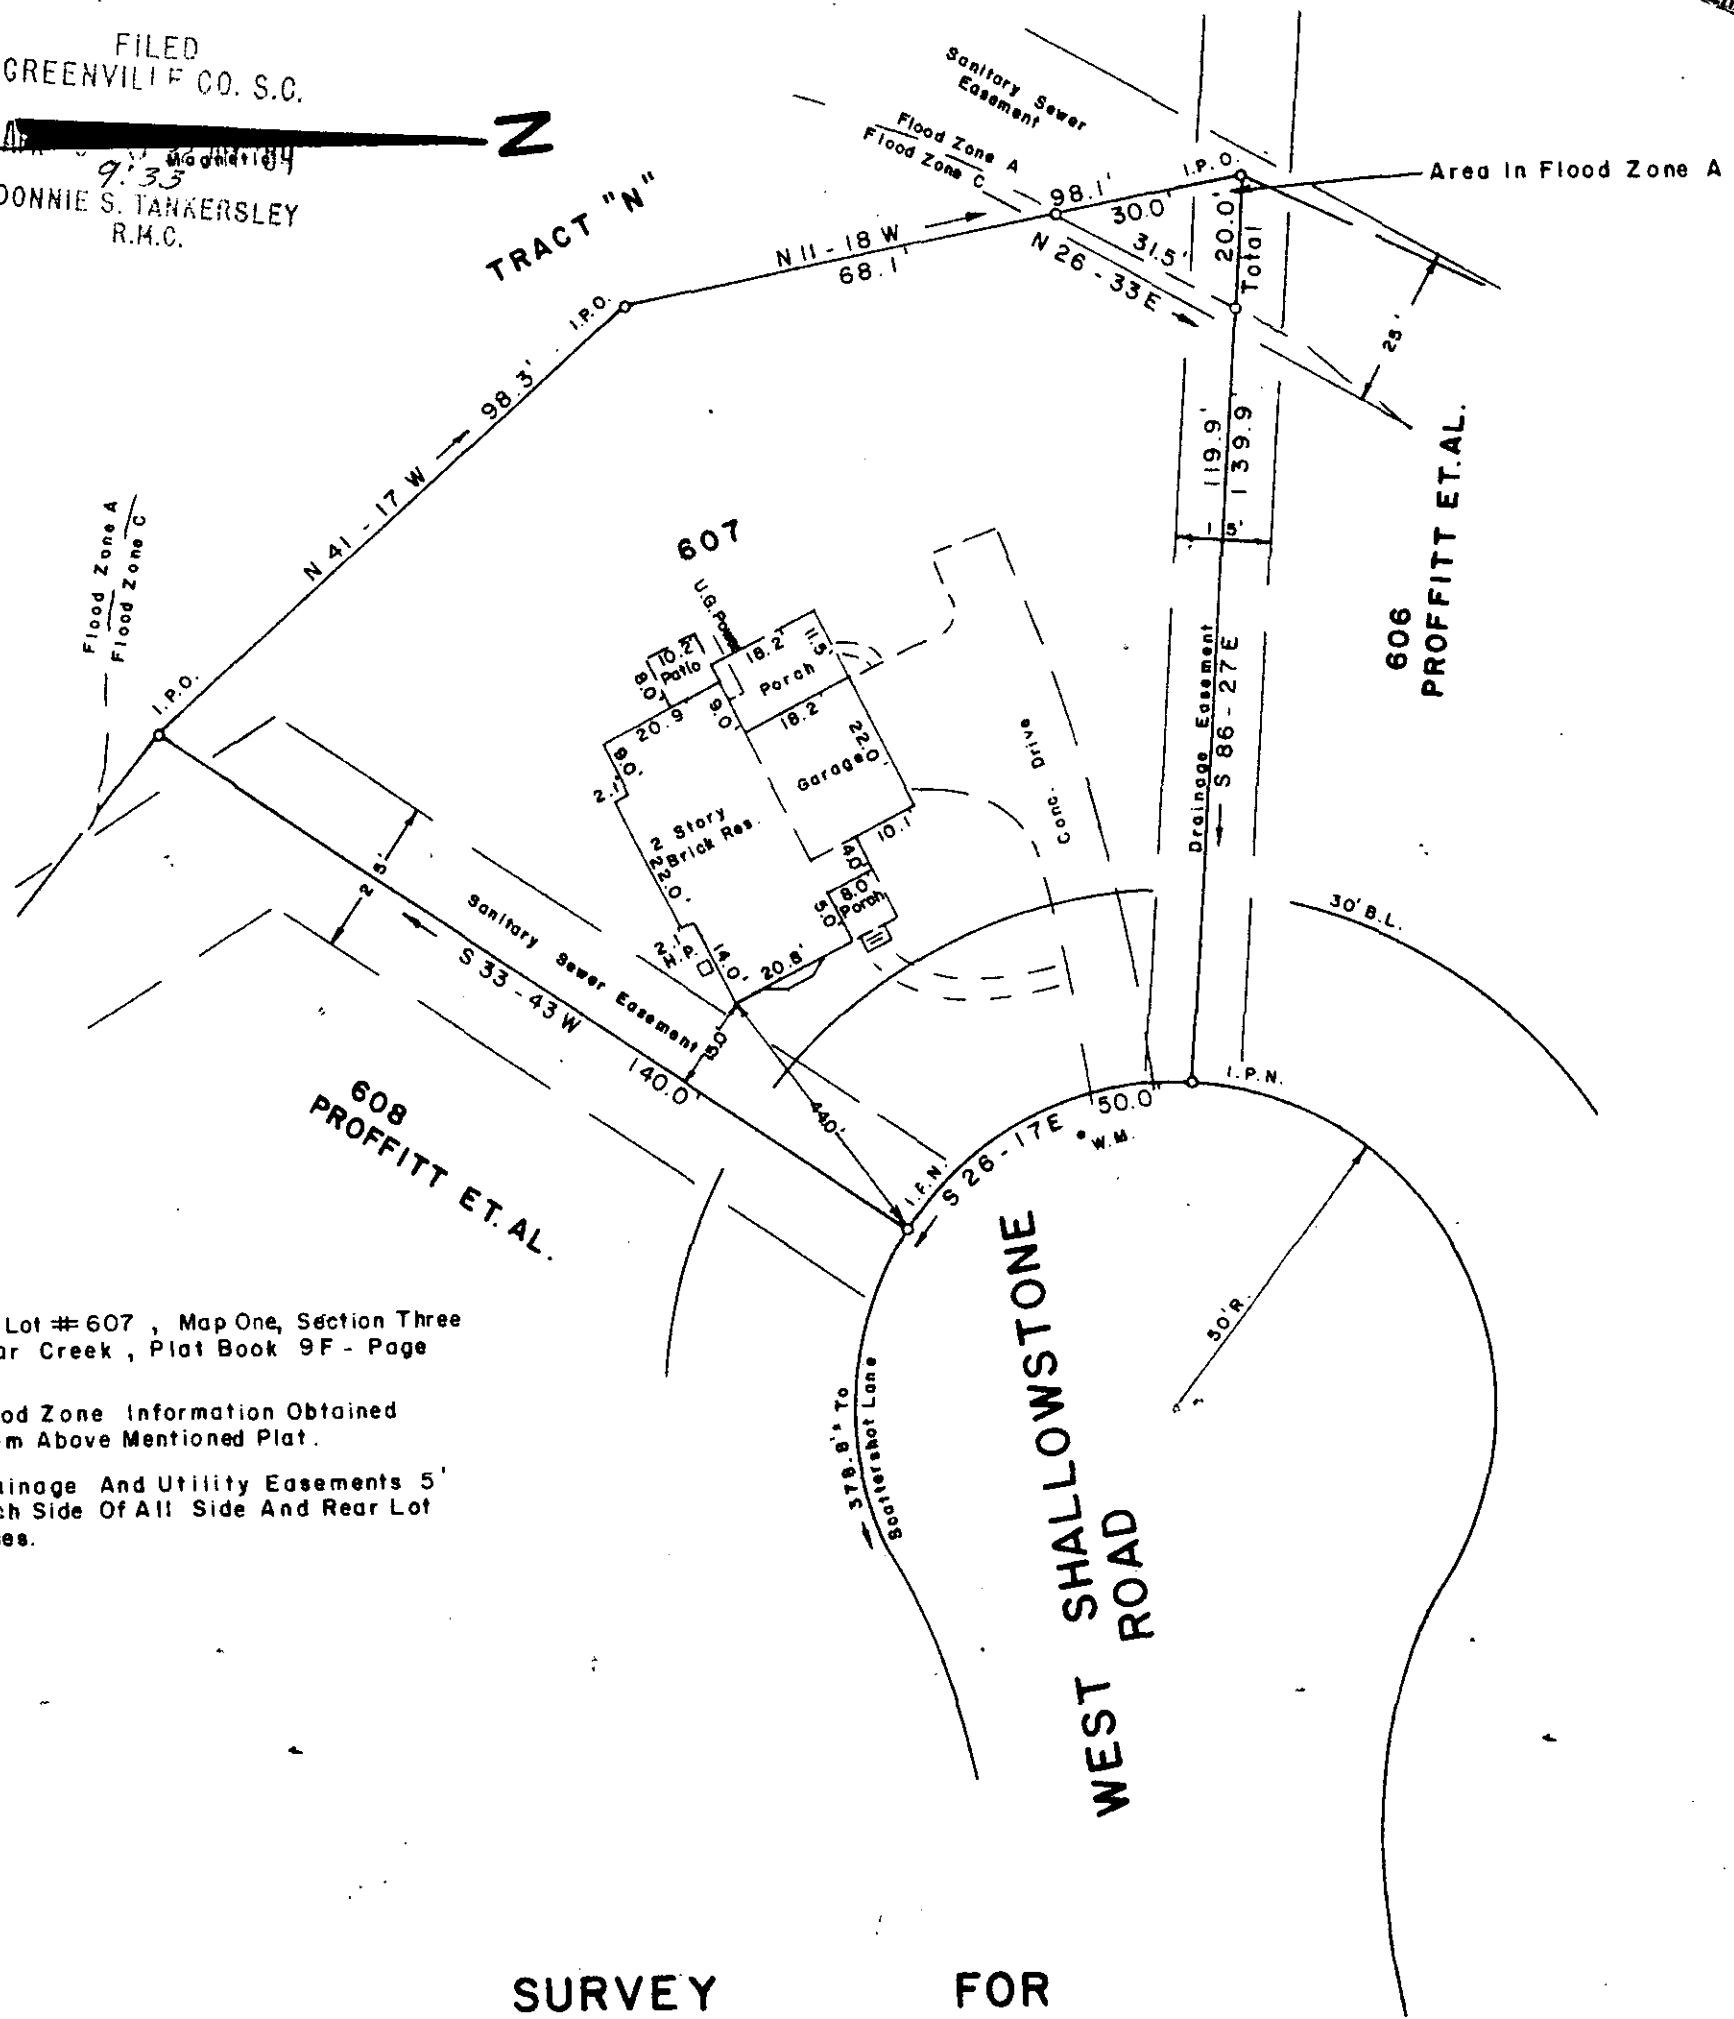 FILED
GREENVILLE CO. S.C.
Magnetic
9:33
DONNIE S. TANKERSLEY
R.M.C.
N
TRACT "N"
Sanitary Sewer
Easement
Flood Zone A
Flood Zone C
I.P.O.
98.1'
30.0'
Area In Flood Zone A
N 11-18 W
68.1'
31.5'
N 26-33 E
20.0'
Total
25'
I.P.O.
98.3'
N 41-17 W
119.9'
139.9'
15'
606
PROFFITT ET. AL.
Flood Zone A
Flood Zone C
I.P.O.
607
U.G. Power
10.2'
8.0'
Patio
18.2'
11.5'
Porch
20.9'
9.0'
18.2'
22.0'
9.0'
2.1'
Garage
2 Story
Brick Res.
22.0'
10.1'
4.0'
8.0'
Porch
5.0'
14.0'
20.8'
Conc. Drive
Drainage Easement
S 86-27 E
30' B.L.
25'
Sanitary Sewer Easement
S 33-43 W
140.0'
44.0'
608
PROFFITT ET. AL.
I.P.N.
I.P.N.
50.0'
S 26-17 E
W.M.
50' R.
WEST SHALLOWSTONE
ROAD
378.8'± To
Scattershot Lane
Lot # 607 , Map One, Section Three
ar Creek , Plat Book 9F - Page
od Zone Information Obtained
m Above Mentioned Plat.
inage And Utility Easements 5'
ch Side Of All Side And Rear Lot
es.
SURVEY FOR